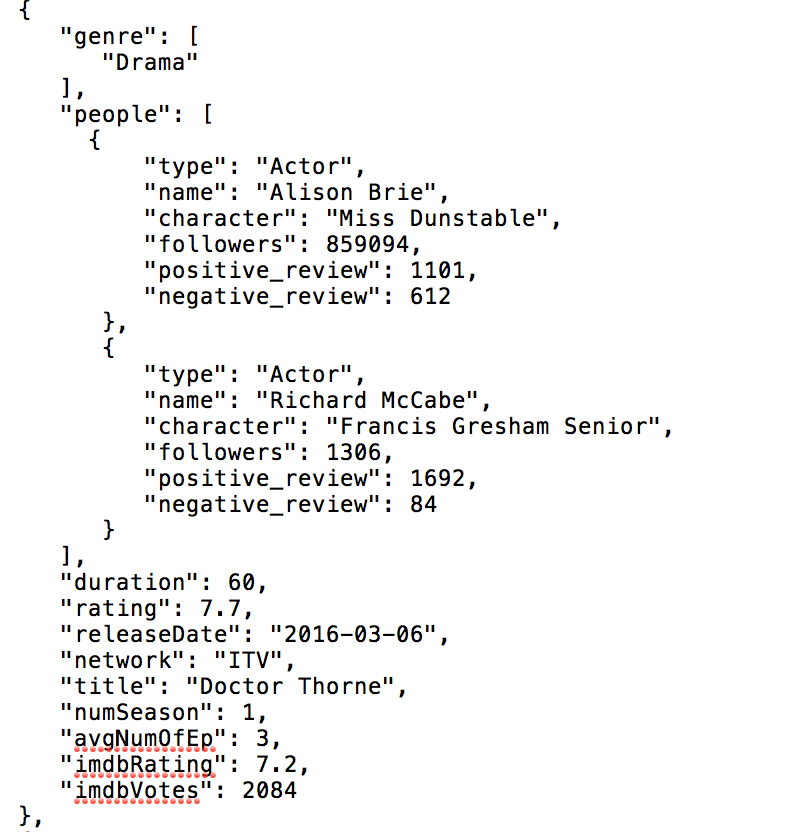 {
"genre": [
"Drama"
],
"people": [
{
"type": "Actor",
"name": "Alison Brie",
"character": "Miss Dunstable",
"followers": 859094,
"positive_review": 1101,
"negative_review": 612
},
{
"type": "Actor",
"name": "Richard McCabe",
"character": "Francis Gresham Senior",
"followers": 1306,
"positive_review": 1692,
"negative_review": 84
}
],
"duration": 60,
"rating": 7.7,
"releaseDate": "2016-03-06",
"network": "ITV",
"title": "Doctor Thorne",
"numSeason": 1,
"avgNumOfEp": 3,
"imdbRating": 7.2,
"imdbVotes": 2084
},